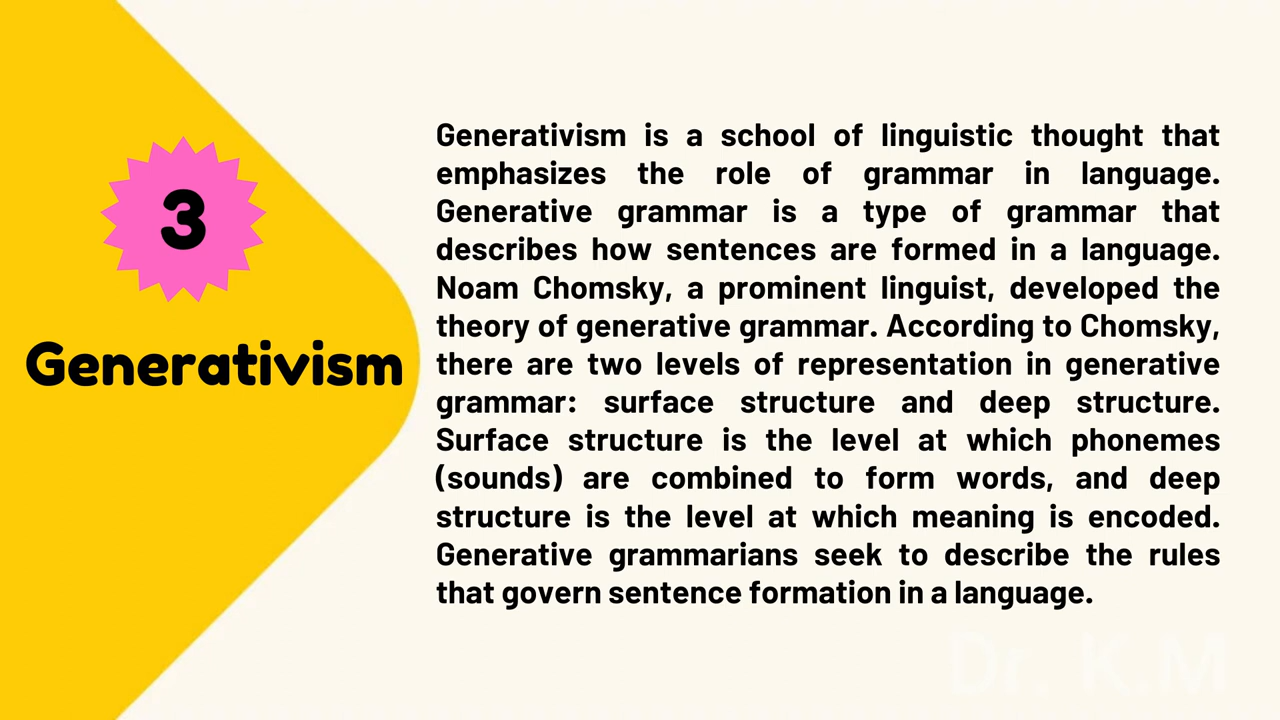 3
Generativism
Generativism is a school of linguistic thought that
emphasizes the role of grammar in language.
Generative grammar is a type of grammar that
describes how sentences are formed in a language.
Noam Chomsky, a prominent linguist, developed the
theory of generative grammar. According to Chomsky,
there are two levels of representation in generative
grammar: surface structure and deep structure.
Surface structure is the level at which phonemes
(sounds) are combined to form words, and deep
structure is the level at which meaning is encoded.
Generative grammarians seek to describe the rules
that govern sentence formation in a language.
Dr. K.M